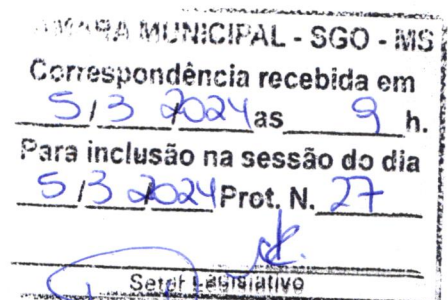 CÂMARA MUNICIPAL - SGO - MS
Correspondência recebida em
5/3 2024 as 9 h.
Para inclusão na sessão do dia
5/3 2024 Prot. N. 27
Setor Legislativo